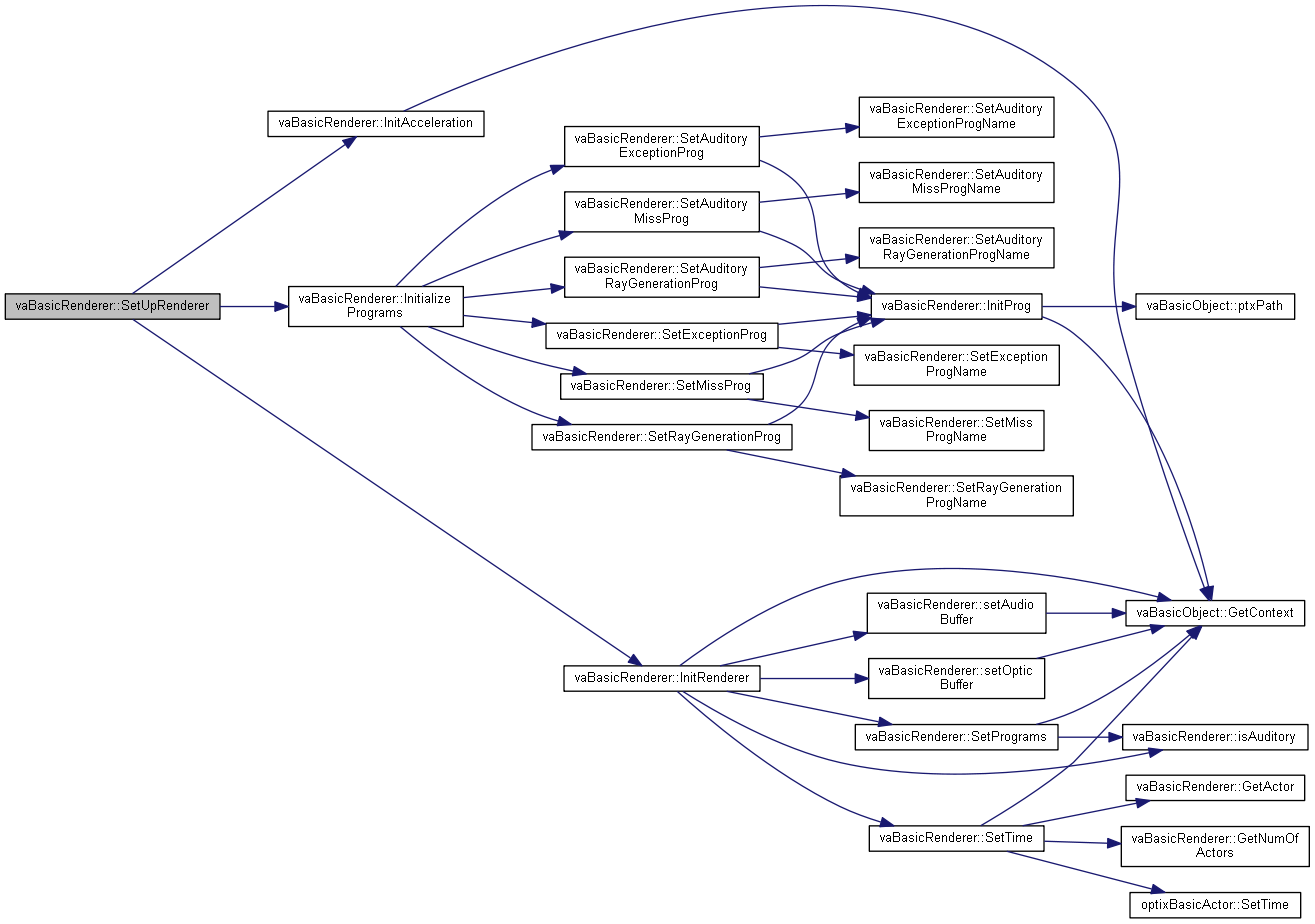 vaBasicRenderer::SetUpRenderer
vaBasicRenderer::InitAcceleration
vaBasicRenderer::Initialize
Programs
vaBasicRenderer::InitRenderer
vaBasicRenderer::SetAuditory
ExceptionProg
vaBasicRenderer::SetAuditory
MissProg
vaBasicRenderer::SetAuditory
RayGenerationProg
vaBasicRenderer::SetExceptionProg
vaBasicRenderer::SetMissProg
vaBasicRenderer::SetRayGenerationProg
vaBasicRenderer::SetAuditory
ExceptionProgName
vaBasicRenderer::SetAuditory
MissProgName
vaBasicRenderer::SetAuditory
RayGenerationProgName
vaBasicRenderer::InitProg
vaBasicRenderer::SetException
ProgName
vaBasicRenderer::SetMiss
ProgName
vaBasicRenderer::SetRayGeneration
ProgName
vaBasicRenderer::setAudio
Buffer
vaBasicRenderer::setOptic
Buffer
vaBasicRenderer::SetPrograms
vaBasicRenderer::SetTime
vaBasicObject::ptxPath
vaBasicObject::GetContext
vaBasicRenderer::isAuditory
vaBasicRenderer::GetActor
vaBasicRenderer::GetNumOf
Actors
optixBasicActor::SetTime